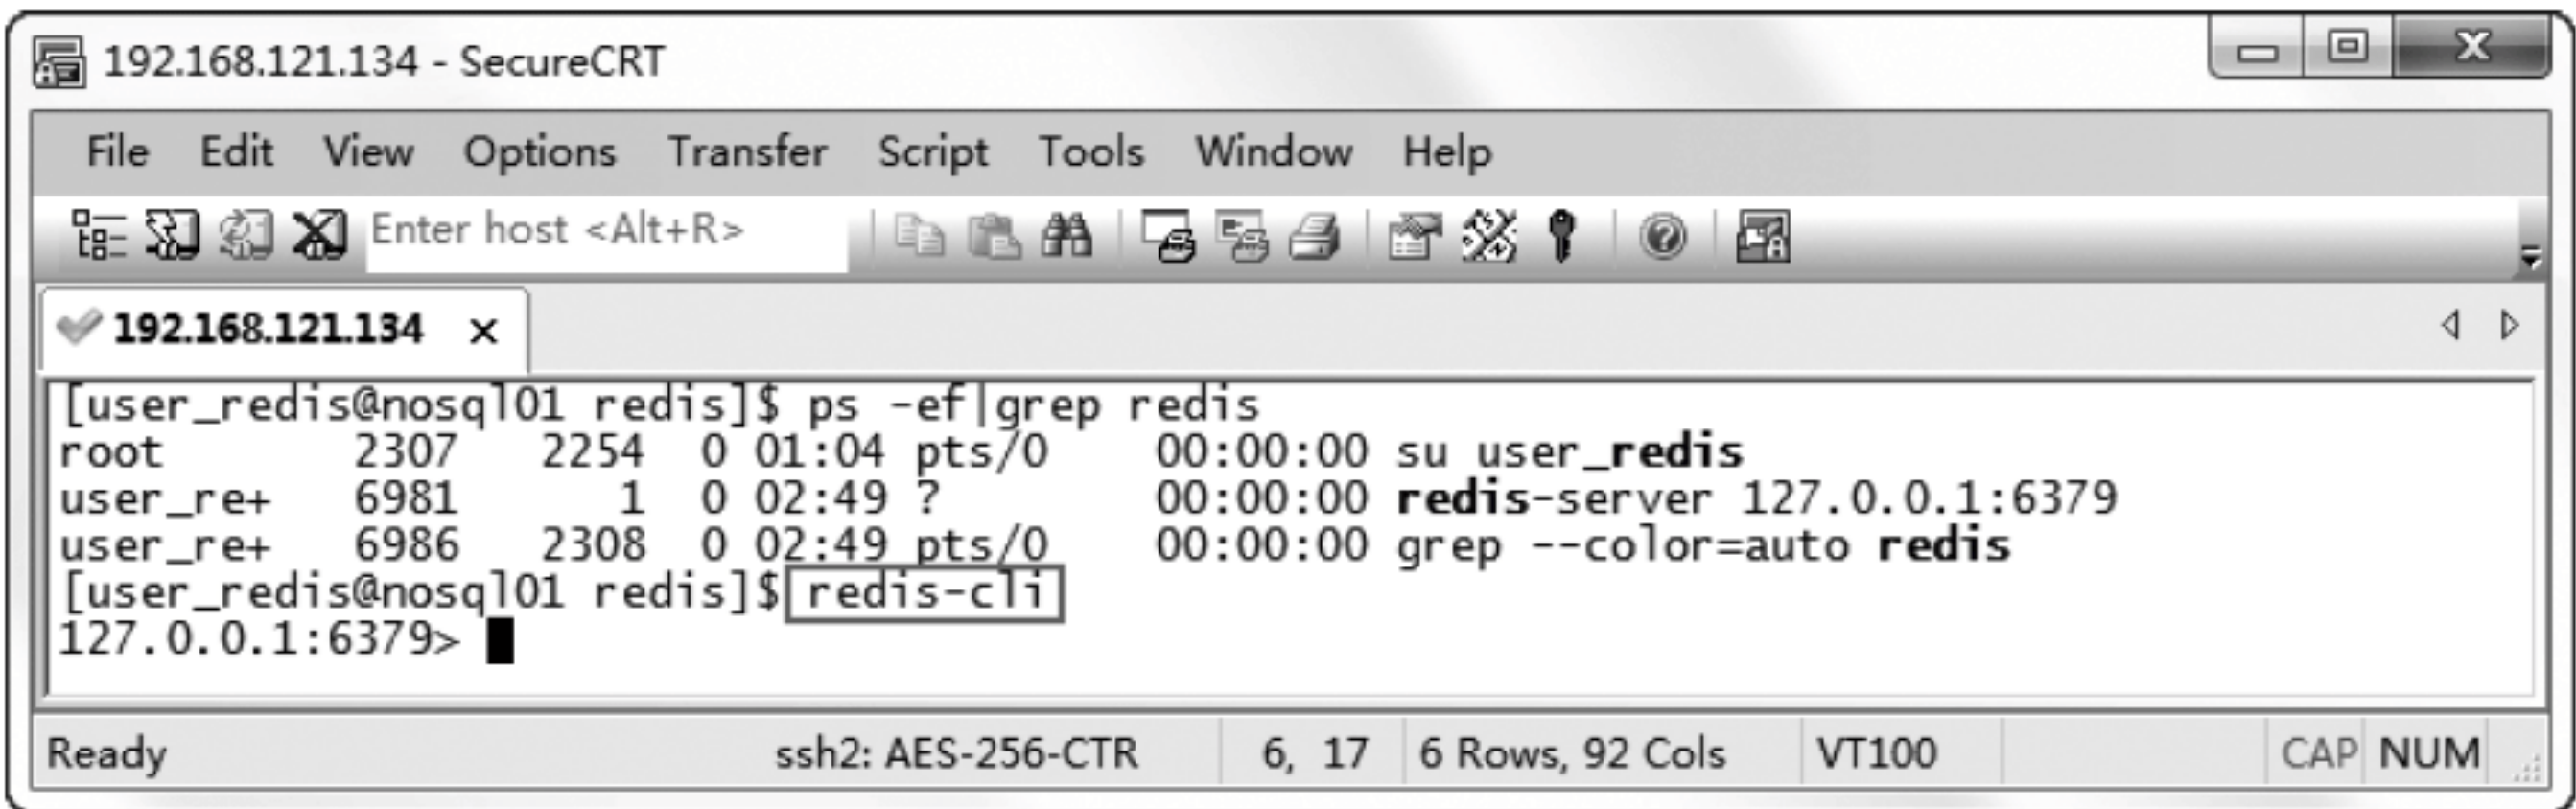 192.168.121.134 - SecureCRT
File Edit View Options Transfer Script Tools Window Help
Enter host <Alt+R>
192.168.121.134
[user_redis@nosql01 redis]$ ps -ef|grep redis
root 2307 2254 0 01:04 pts/0 00:00:00 su user_redis
user_re+ 6981 1 0 02:49 ? 00:00:00 redis-server 127.0.0.1:6379
user_re+ 6986 2308 0 02:49 pts/0 00:00:00 grep --color=auto redis
[user_redis@nosql01 redis]$ redis-cli
127.0.0.1:6379>
Ready ssh2: AES-256-CTR 6, 17 6 Rows, 92 Cols VT100 CAP NUM